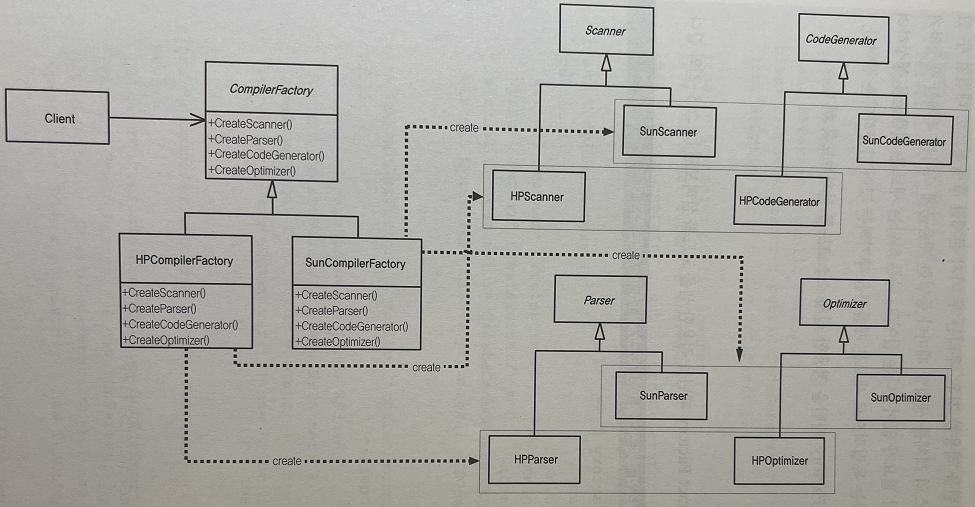 Client
CompilerFactory
+CreateScanner()
+CreateParser()
+CreateCodeGenerator()
+CreateOptimizer()
HPCompilerFactory
+CreateScanner()
+CreateParser()
+CreateCodeGenerator()
+CreateOptimizer()
SunCompilerFactory
+CreateScanner()
+CreateParser()
+CreateCodeGenerator()
+CreateOptimizer()
create
create
create
create
Scanner
SunScanner
HPScanner
CodeGenerator
SunCodeGenerator
HPCodeGenerator
Parser
SunParser
HPParser
Optimizer
SunOptimizer
HPOptimizer